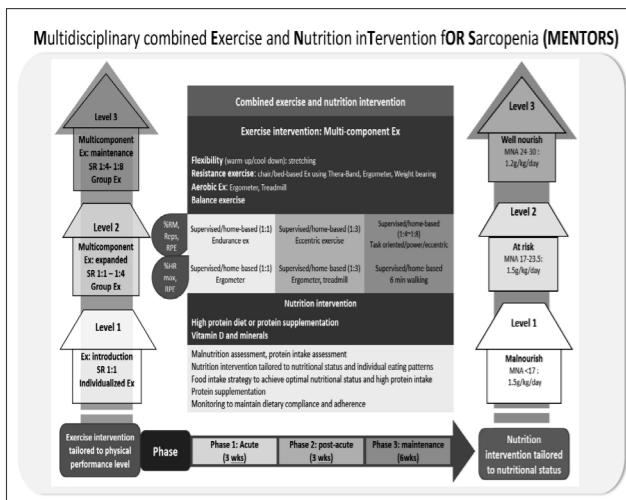 Multidisciplinary combined Exercise and Nutrition inTervention fOR Sarcopenia (MENTORS)
Level 3
Multicomponent
Ex: maintenance
SR 1:4- 1:8
Group Ex
Level 2
Multicomponent
Ex: expanded
SR 1:1 – 1:4
Group Ex
Level 1
Ex: introduction
SR 1:1
Individualized Ex
Exercise intervention
tailored to physical
performance level
Combined exercise and nutrition intervention
Exercise intervention: Multi-component Ex
Flexibility (warm up/cool down): stretching
Resistance exercise: chair/bed-based Ex using Thera-Band, Ergometer, Weight bearing
Aerobic Ex: Ergometer, Treadmill
Balance exercise
%RM,
Reps,
RPE
Supervised/home-based (1:1)
Endurance ex
Supervised/home-based (1:3)
Eccentric exercise
Supervised/home-based
(1:4~1:8)
Task oriented/power/eccentric
%HR
max,
RPE
Supervised/home-based (1:1)
Ergometer
Supervised/home-based (1:3)
Ergometer, treadmill
Supervised/home-based
6 min walking
Nutrition intervention
High protein diet or protein supplementation
Vitamin D and minerals
Malnutrition assessment, protein intake assessment
Nutrition intervention tailored to nutritional status and individual eating patterns
Food intake strategy to achieve optimal nutritional status and high protein intake
Protein supplementation
Monitoring to maintain dietary compliance and adherence
Phase
Phase 1: Acute
(3 wks)
Phase 2: post-acute
(3 wks)
Phase 3: maintenance
(6wks)
Level 3
Well nourish
MNA 24-30 :
1.2g/kg/day
Level 2
At risk
MNA 17-23.5:
1.5g/kg/day
Level 1
Malnourish
MNA <17 :
1.5g/kg/day
Nutrition
intervention tailored
to nutritional status